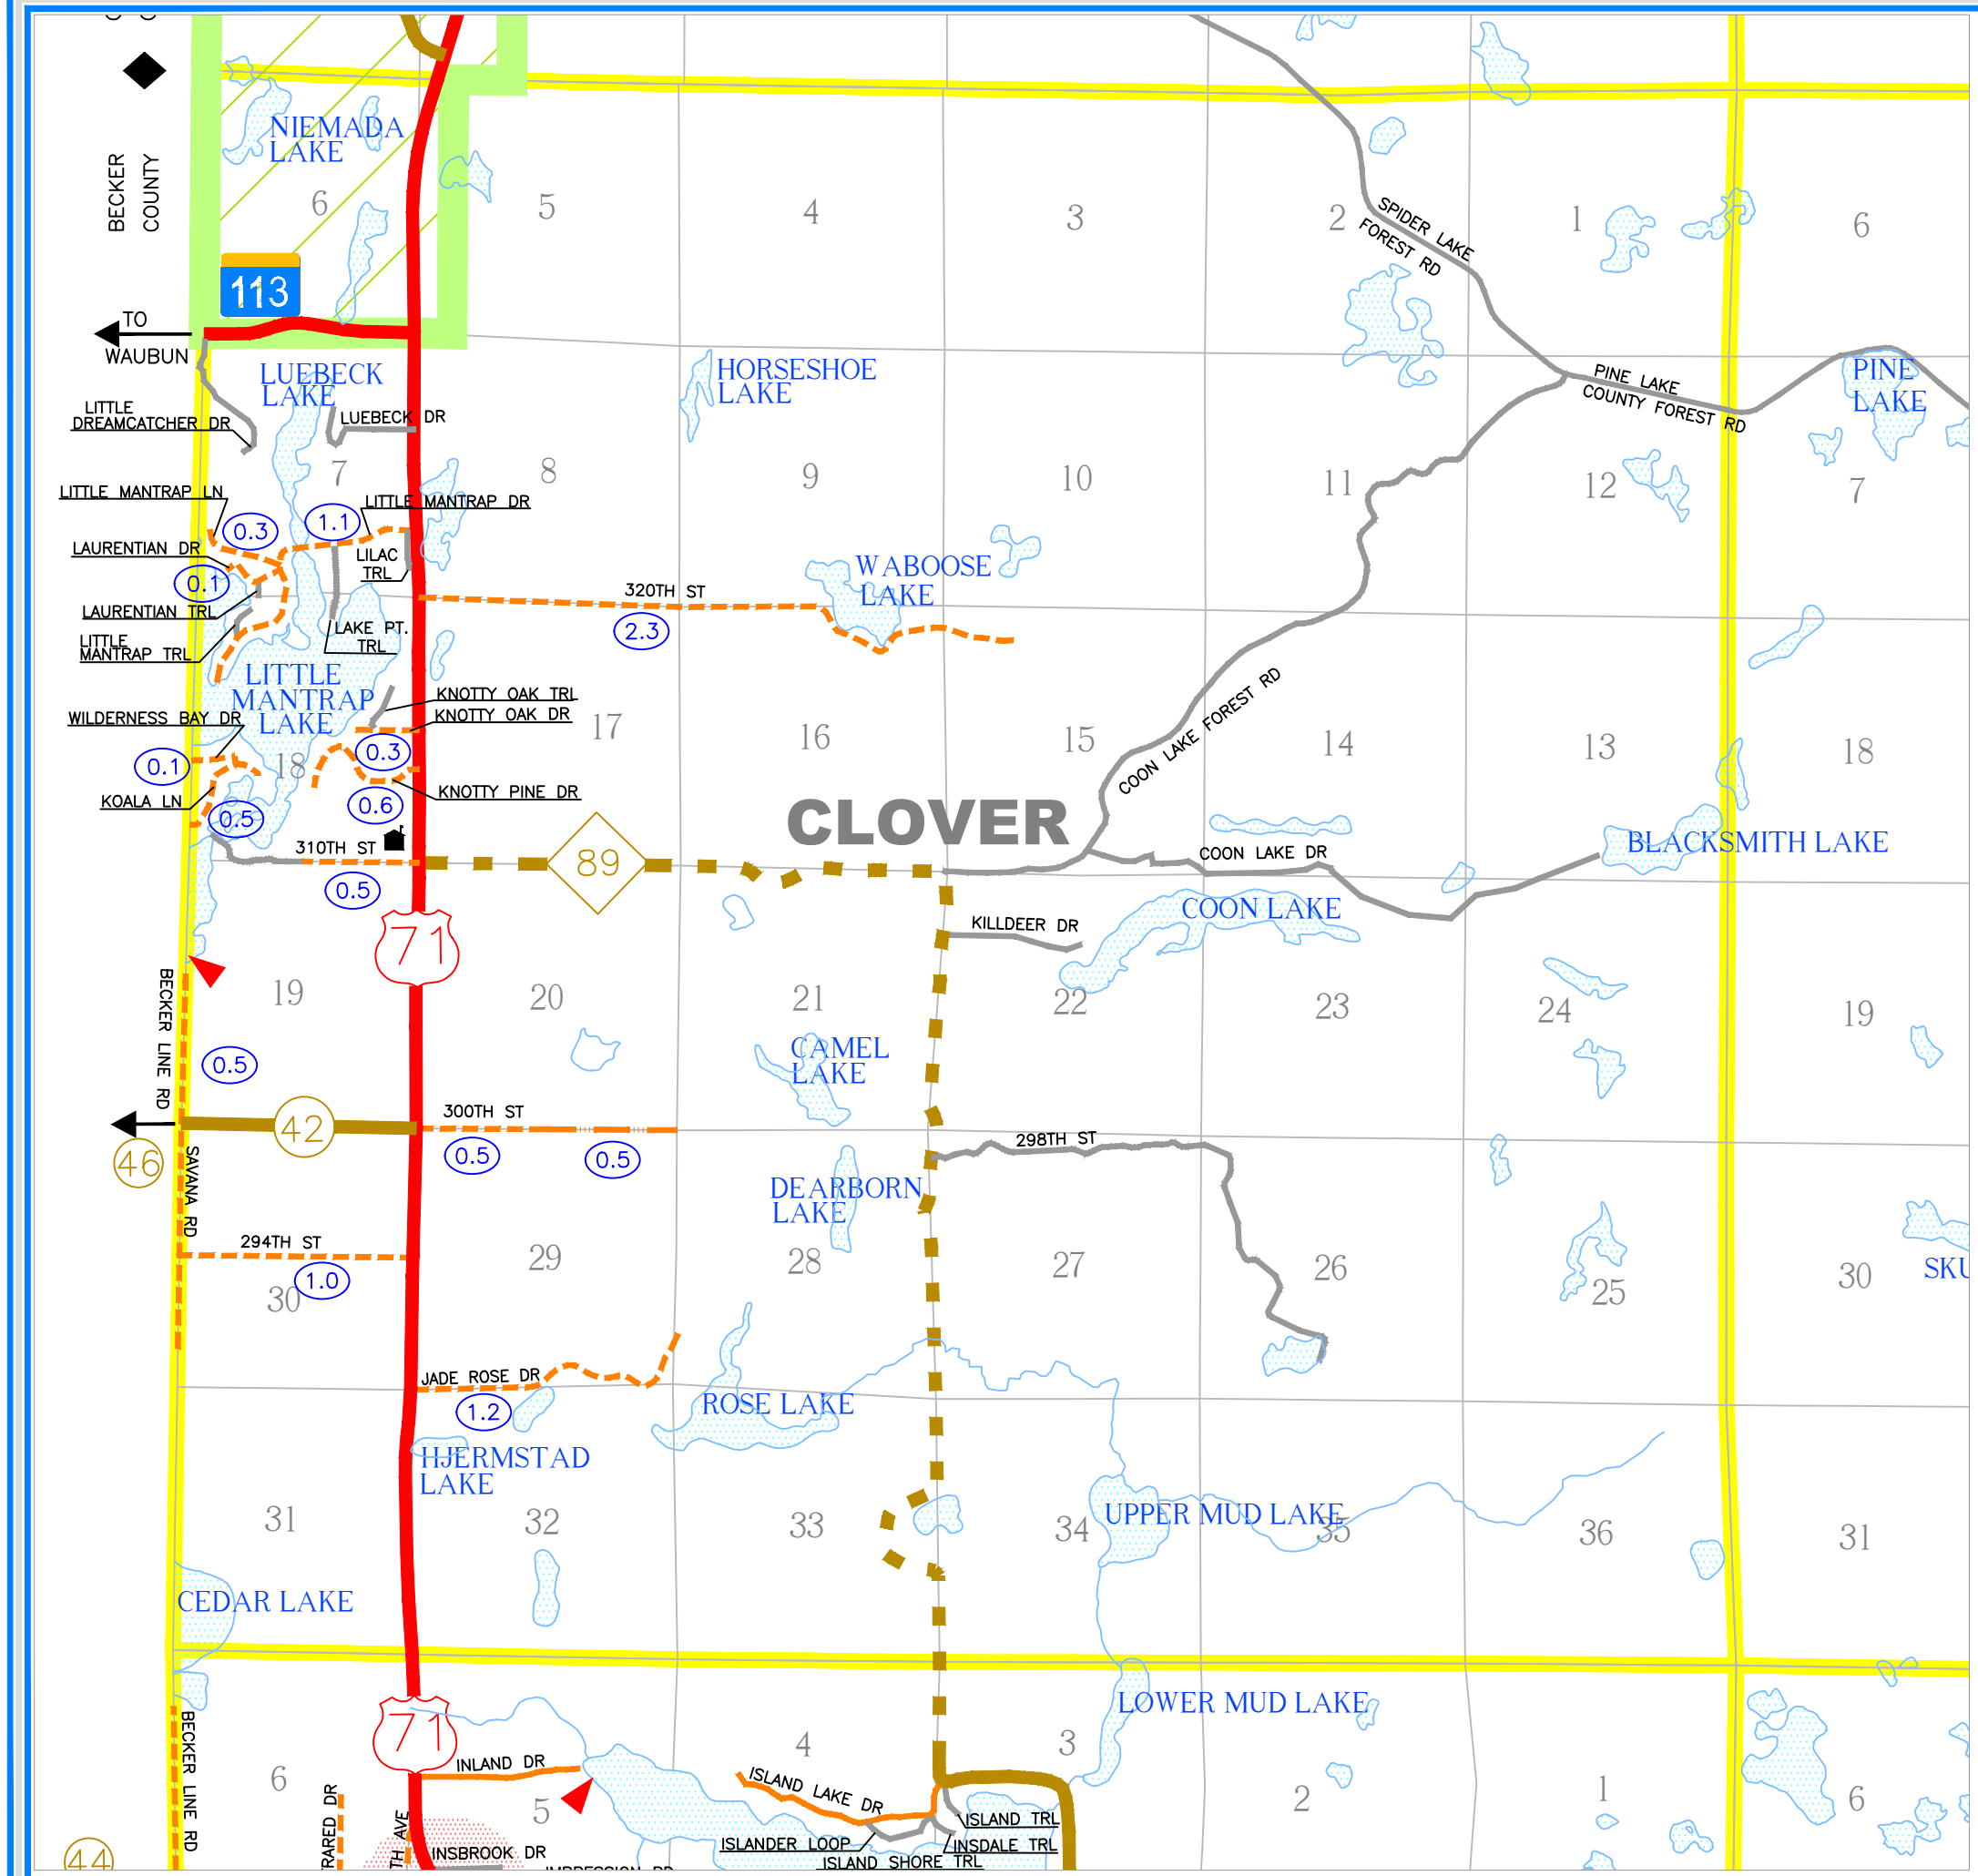 BECKER
COUNTY
NIEMADA
LAKE
6
5
4
3
2
1
6
SPIDER LAKE
FOREST RD
113
TO
WAUBUN
LUEBECK
LAKE
HORSESHOE
LAKE
PINE LAKE
COUNTY FOREST RD
PINE
LAKE
LITTLE
DREAMCATCHER DR
LUEBECK DR
7
8
9
10
11
12
7
LITTLE MANTRAP LN
0.3
1.1
LITTLE MANTRAP DR
LAURENTIAN DR
0.1
LILAC
TRL
WABOOSE
LAKE
320TH ST
2.3
LAURENTIAN TRL
LITTLE
MANTRAP TRL
LAKE PT.
TRL
LITTLE
MANTRAP
LAKE
KNOTTY OAK TRL
KNOTTY OAK DR
WILDERNESS BAY DR
0.1
18
0.3
17
16
15
14
13
18
COON LAKE FOREST RD
KOALA LN
0.5
0.6
KNOTTY PINE DR
CLOVER
310TH ST
0.5
89
COON LAKE DR
BLACKSMITH LAKE
71
KILLDEER DR
COON LAKE
BECKER LINE RD
19
20
21
22
23
24
19
0.5
CAMEL
LAKE
42
300TH ST
0.5
0.5
298TH ST
46
SAVANA RD
DEARBORN
LAKE
294TH ST
1.0
30
29
28
27
26
25
30
SKU
JADE ROSE DR
1.2
ROSE LAKE
HJERMSTAD
LAKE
31
32
33
34
UPPER MUD LAKE
35
36
31
CEDAR LAKE
71
LOWER MUD LAKE
BECKER LINE RD
6
INLAND DR
5
4
3
2
1
6
ISLAND LAKE DR
ISLAND TRL
ISLANDER LOOP
INSDALE TRL
ISLAND SHORE TRL
RARED DR
TH AVE
INSBROOK DR
44